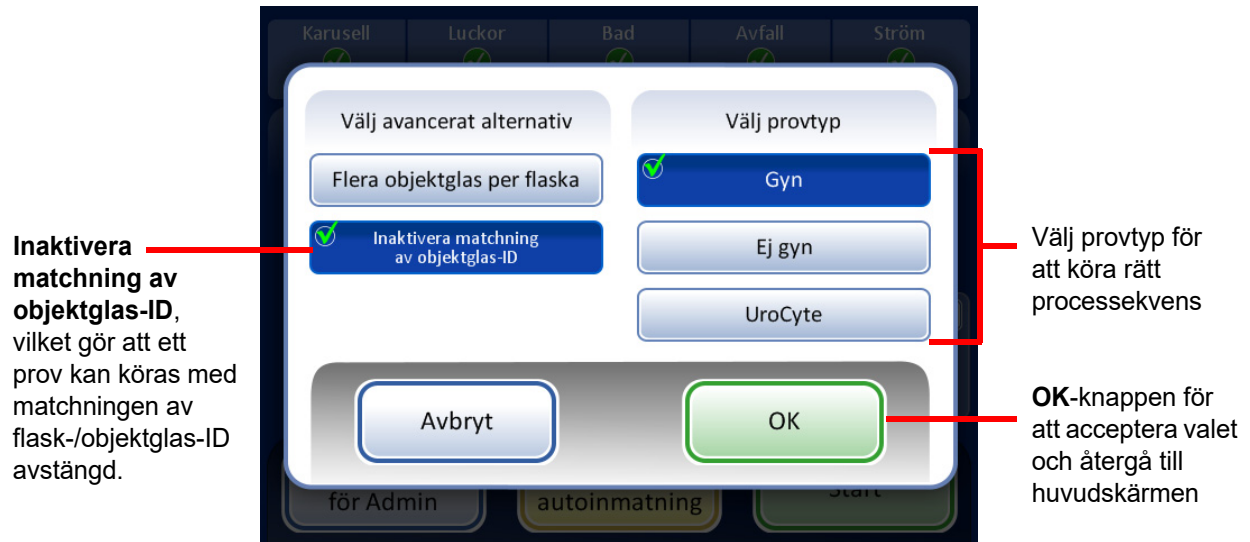 Karusell
Luckor
Bad
Avfall
Ström
Välj avancerat alternativ
Välj provtyp
Flera objektglas per flaska
Inaktivera matchning
av objektglas-ID
Gyn
Ej gyn
UroCyte
Avbryt
OK
för Admin
autoinmatning
Start
Inaktivera
matchning av
objektglas-ID,
vilket gör att ett
prov kan köras med
matchningen av
flask-/objektglas-ID
avstängd.
Välj provtyp för
att köra rätt
processekvens
OK-knappen för
att acceptera valet
och återgå till
huvudskärmen